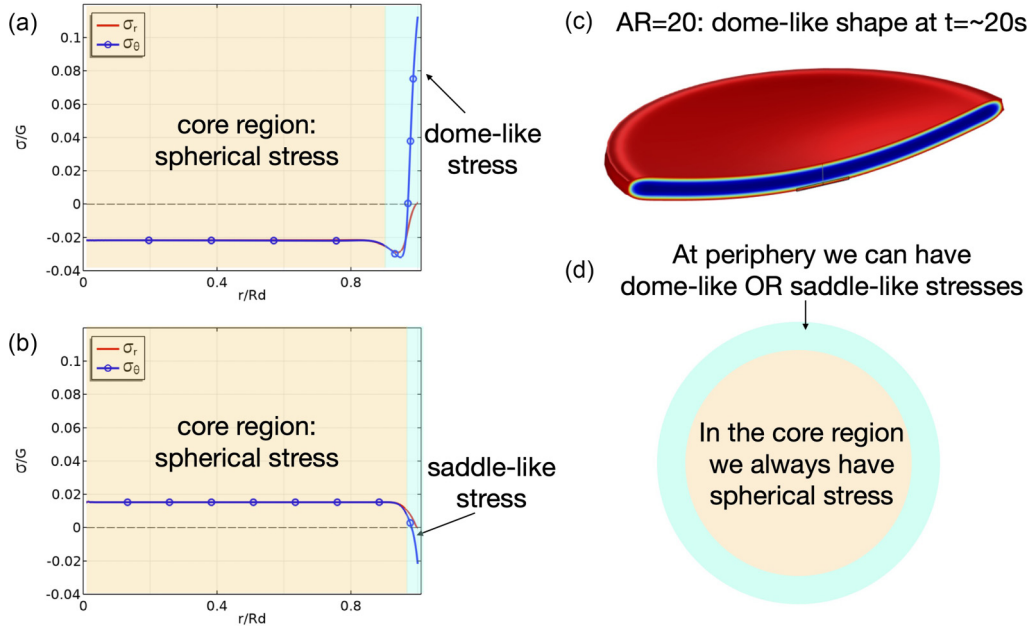 (a)
σr
σθ
0.1
0.08
0.06
0.04
0.02
0
-0.02
-0.04
σ/G
core region:
spherical stress
dome-like
stress
0
0.4
0.8
r/Rd
(b)
σr
σθ
0.1
0.08
0.06
0.04
0.02
0
-0.02
-0.04
σ/G
core region:
spherical stress
saddle-like
stress
0
0.4
0.8
r/Rd
(c)
AR=20: dome-like shape at t=~20s
(d)
At periphery we can have
dome-like OR saddle-like stresses
In the core region
we always have
spherical stress